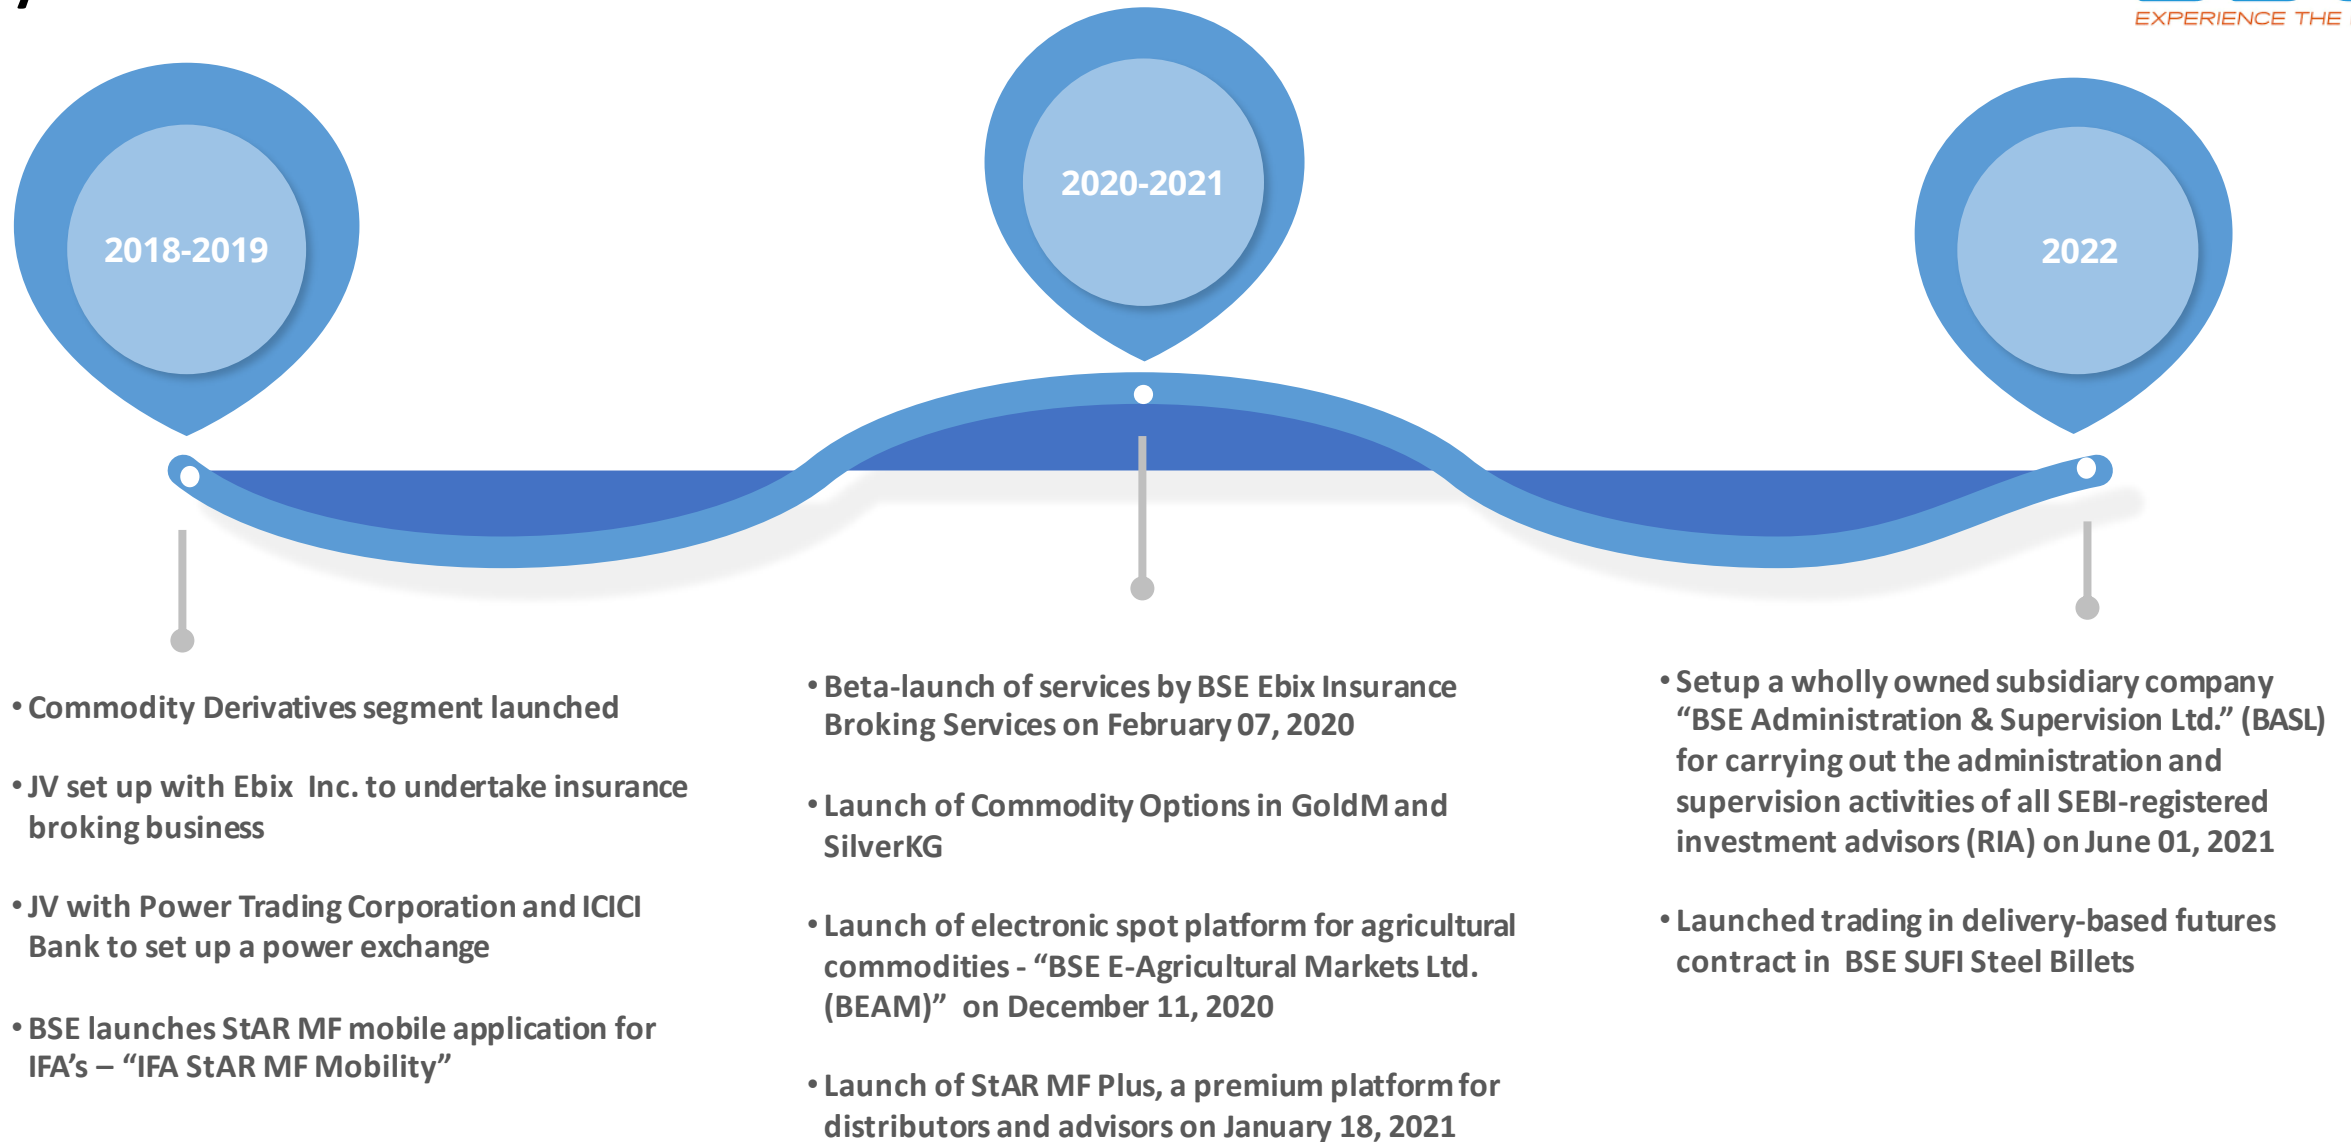 EXPERIENCE THE
2018-2019
2020-2021
2022
• Commodity Derivatives segment launched
• JV set up with Ebix Inc. to undertake insurance
broking business
• JV with Power Trading Corporation and ICICI
Bank to set up a power exchange
• BSE launches StAR MF mobile application for
IFA’s – “IFA StAR MF Mobility”
• Beta-launch of services by BSE Ebix Insurance
Broking Services on February 07, 2020
• Launch of Commodity Options in GoldM and
SilverKG
• Launch of electronic spot platform for agricultural
commodities - “BSE E-Agricultural Markets Ltd.
(BEAM)” on December 11, 2020
• Launch of StAR MF Plus, a premium platform for
distributors and advisors on January 18, 2021
• Setup a wholly owned subsidiary company
“BSE Administration & Supervision Ltd.” (BASL)
for carrying out the administration and
supervision activities of all SEBI-registered
investment advisors (RIA) on June 01, 2021
• Launched trading in delivery-based futures
contract in BSE SUFI Steel Billets